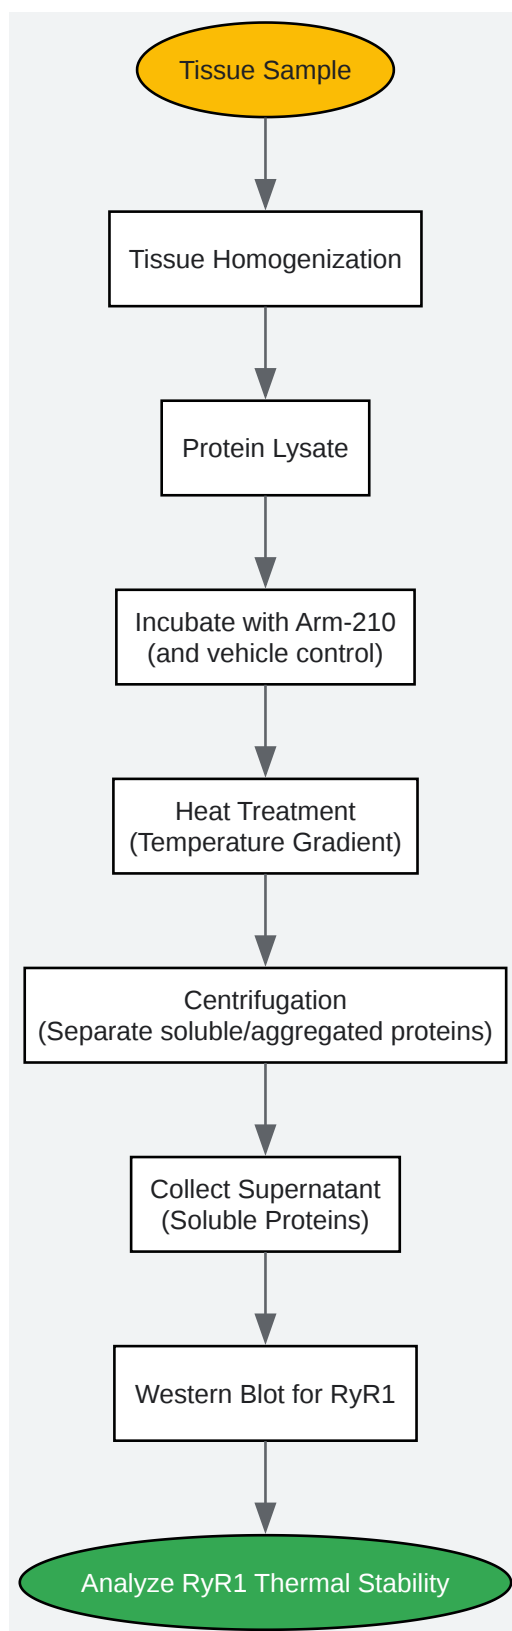 Tissue Sample
Tissue Homogenization
Protein Lysate
Incubate with Arm-210
(and vehicle control)
Heat Treatment
(Temperature Gradient)
Centrifugation
(Separate soluble/aggregated proteins)
Collect Supernatant
(Soluble Proteins)
Western Blot for RyR1
Analyze RyR1 Thermal Stability